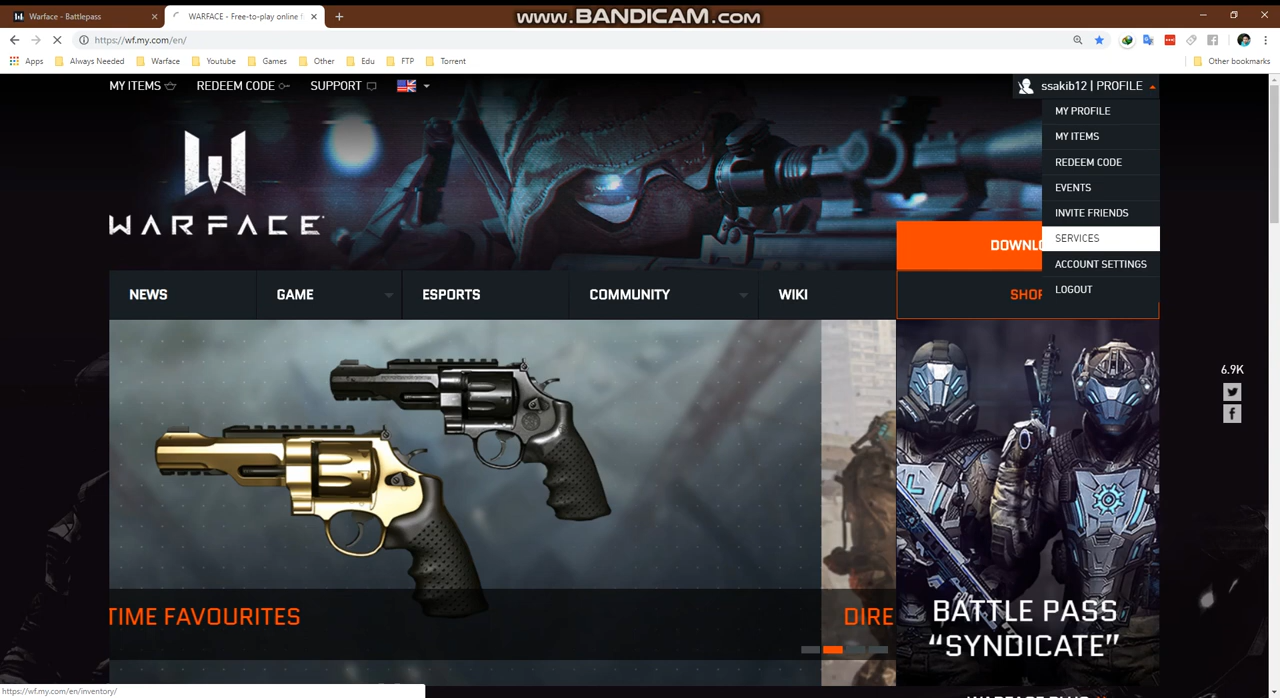 www.BANDICAM.com
Warface - Battlepass
WARFACE - Free-to-play online
https://wf.my.com/en/
Apps
Always Needed
Warface
Youtube
Games
Other
Edu
FTP
Torrent
Other bookmarks
MY ITEMS
REDEEM CODE
SUPPORT
ssakib12 | PROFILE
MY PROFILE
MY ITEMS
REDEEM CODE
EVENTS
INVITE FRIENDS
SERVICES
ACCOUNT SETTINGS
LOGOUT
WARFACE
DOWNLO
NEWS
GAME
ESPORTS
COMMUNITY
WIKI
SHOP
6.9K
TIME FAVOURITES
DIRE
BATTLE PASS
“SYNDICATE”
https://wf.my.com/en/inventory/